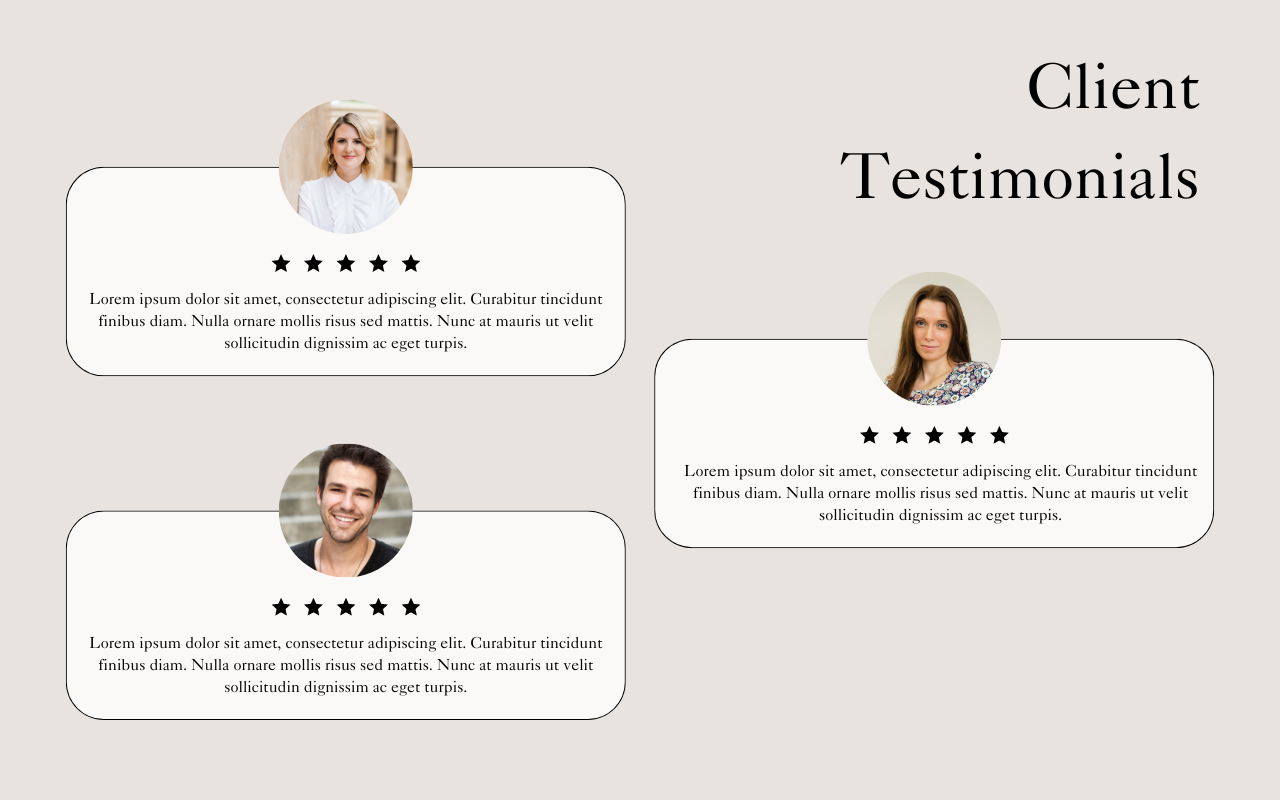 Client
Testimonials
Lorem ipsum dolor sit amet, consectetur adipiscing elit. Curabitur tincidunt
finibus diam. Nulla ornare mollis risus sed mattis. Nunc at mauris ut velit
sollicitudin dignissim ac eget turpis.
Lorem ipsum dolor sit amet, consectetur adipiscing elit. Curabitur tincidunt
finibus diam. Nulla ornare mollis risus sed mattis. Nunc at mauris ut velit
sollicitudin dignissim ac eget turpis.
Lorem ipsum dolor sit amet, consectetur adipiscing elit. Curabitur tincidunt
finibus diam. Nulla ornare mollis risus sed mattis. Nunc at mauris ut velit
sollicitudin dignissim ac eget turpis.